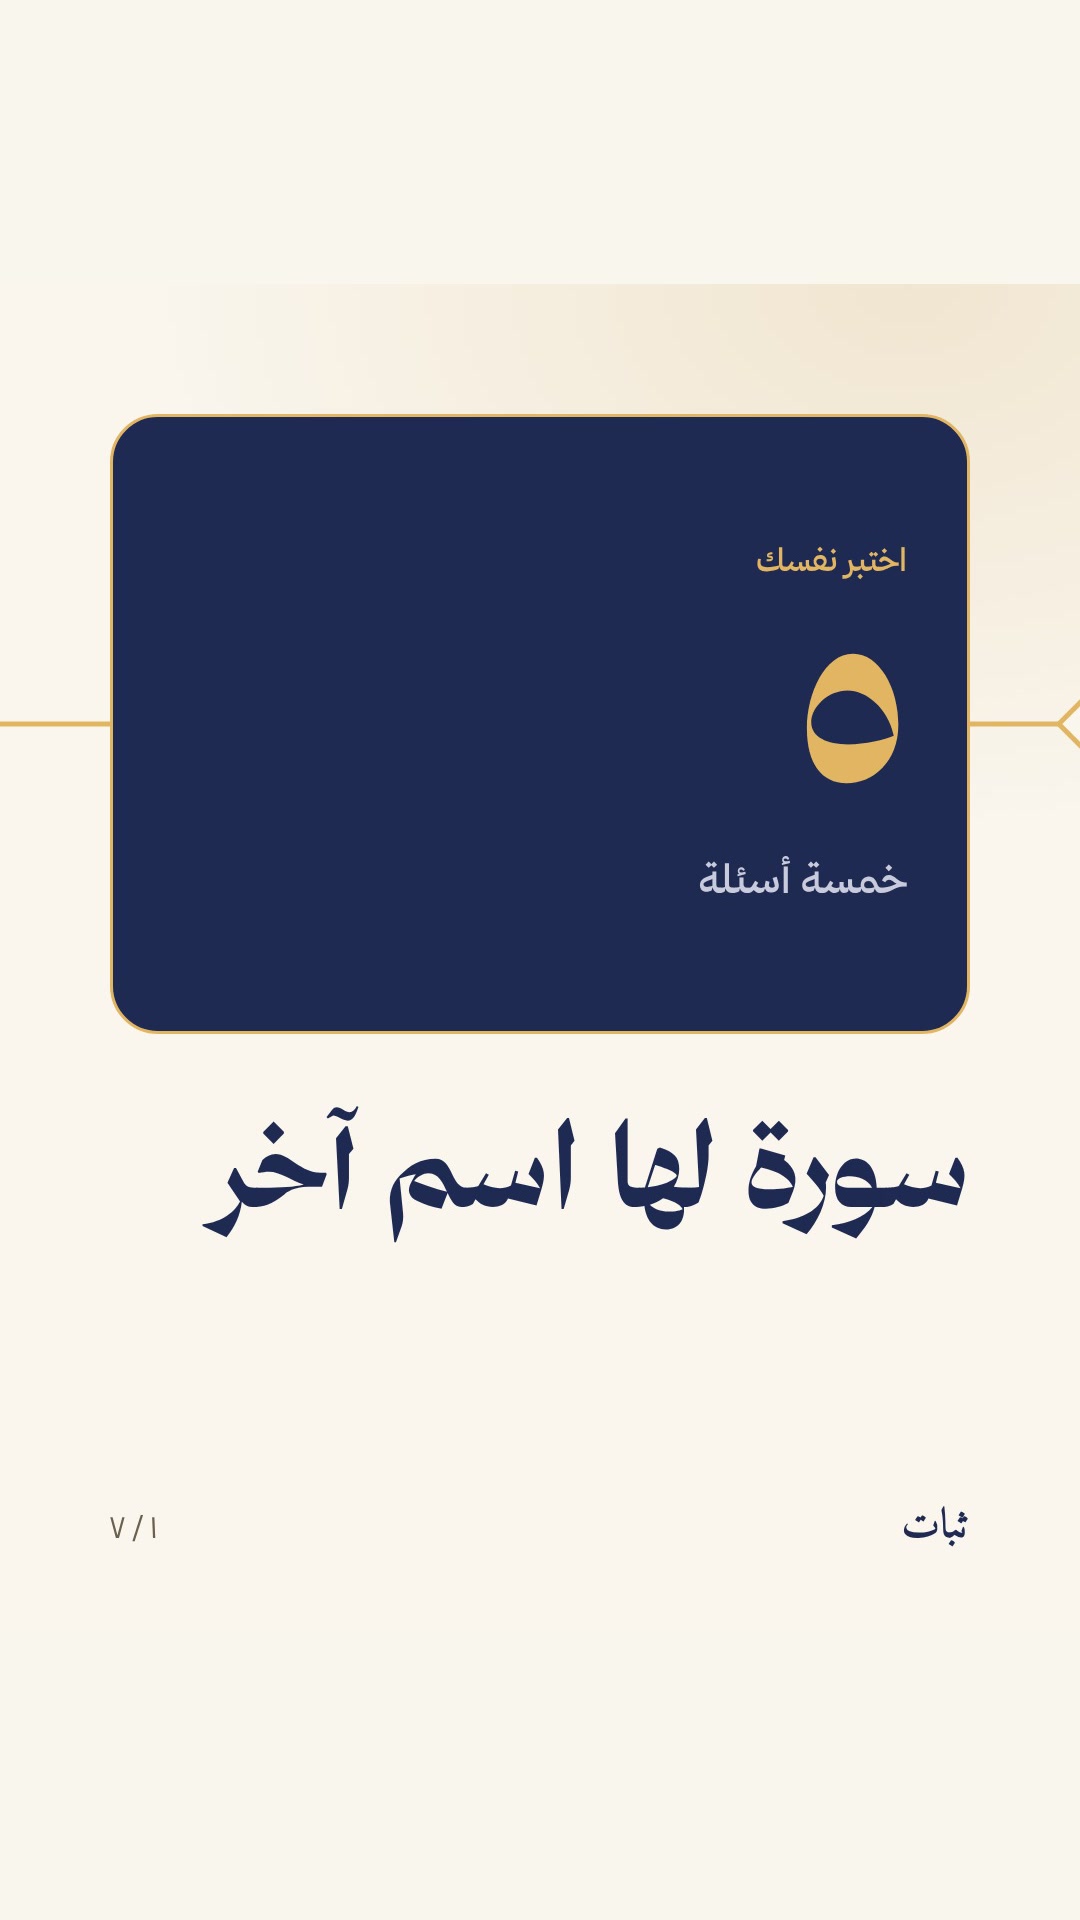 اختبر نفسك
٥
خمسة أسئلة
سورة لها اسم آخر
ثبات
١ / ٧